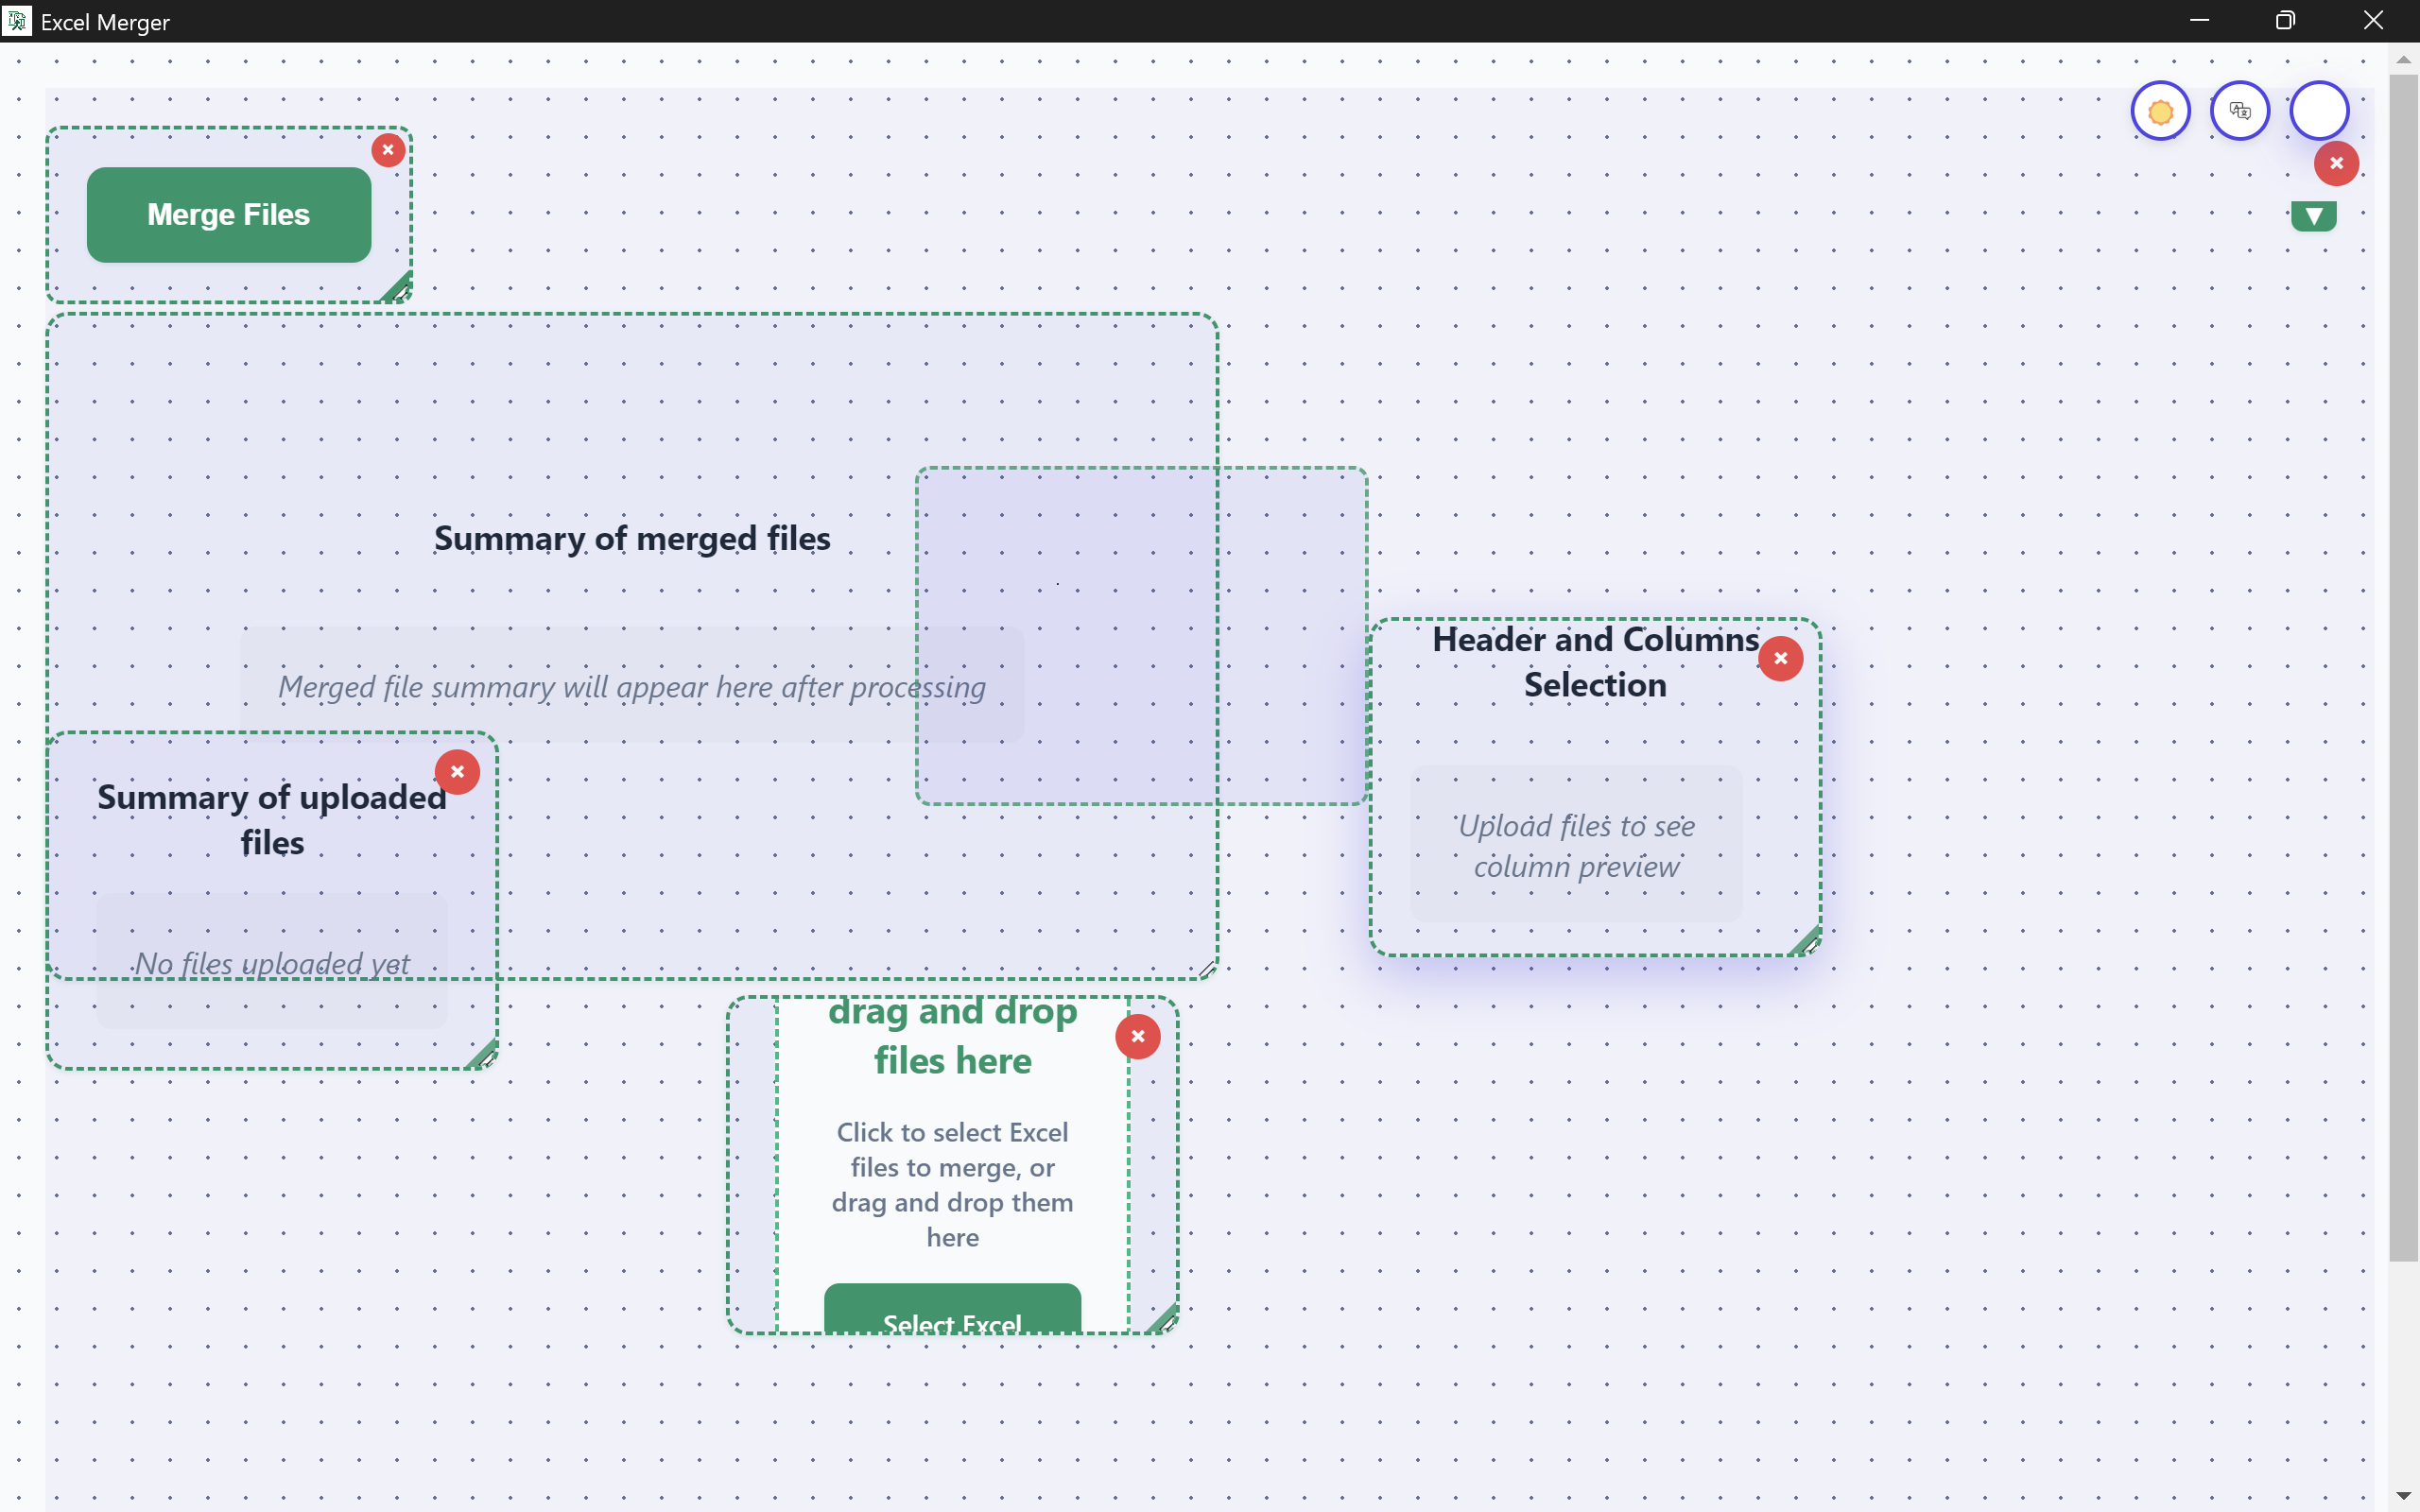 Excel Merger
Merge Files
Summary of merged files
Merged file summary will appear here after processing
Header and Columns
Selection
Upload files to see
column preview
Summary of uploaded
files
No files uploaded yet
drag and drop
files here
Click to select Excel
files to merge, or
drag and drop them
here
Select Excel